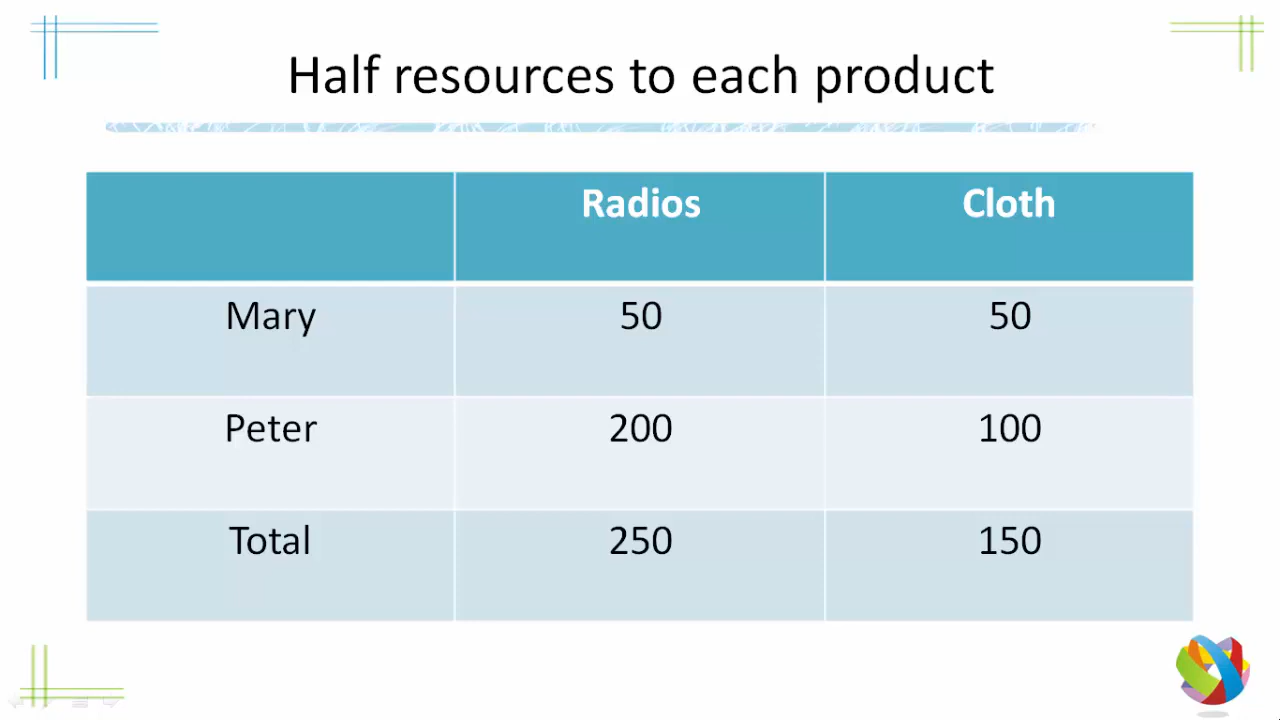 Half resources to each product
Radios Cloth
Mary 50 50
Peter 200 100
Total 250 150